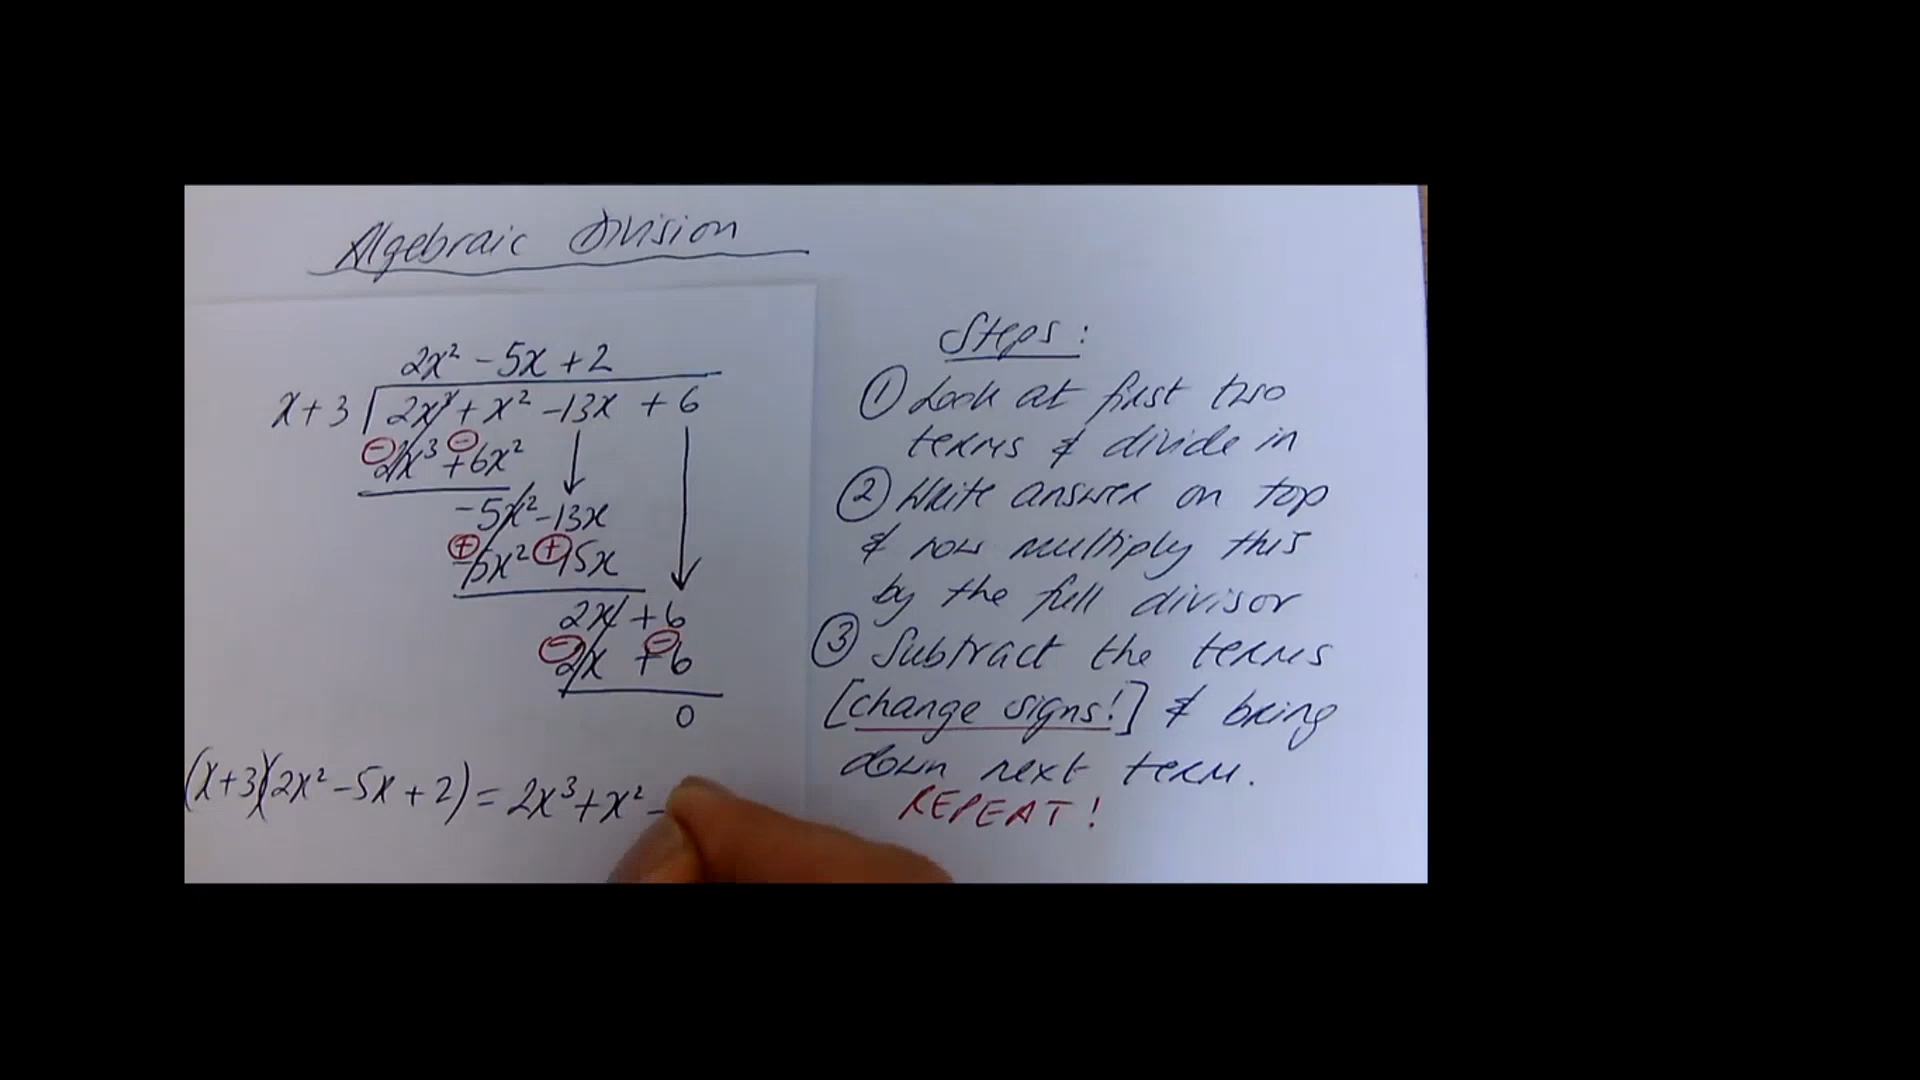 Algebraic Division
2x² - 5x + 2
x + 3 | 2x³ + x² - 13x + 6
⊖ ⊖
2x³ + 6x²
-5x² - 13x
⊕ ⊕
-5x² - 15x
2x + 6
⊖ ⊖
2x + 6
0
(x+3)(2x² - 5x + 2) = 2x³ + x² -
Steps:
① Look at first two
terms & divide in
② Write answer on top
& now multiply this
by the full divisor
③ Subtract the terms
[change signs!] & bring
down next term.
REPEAT!